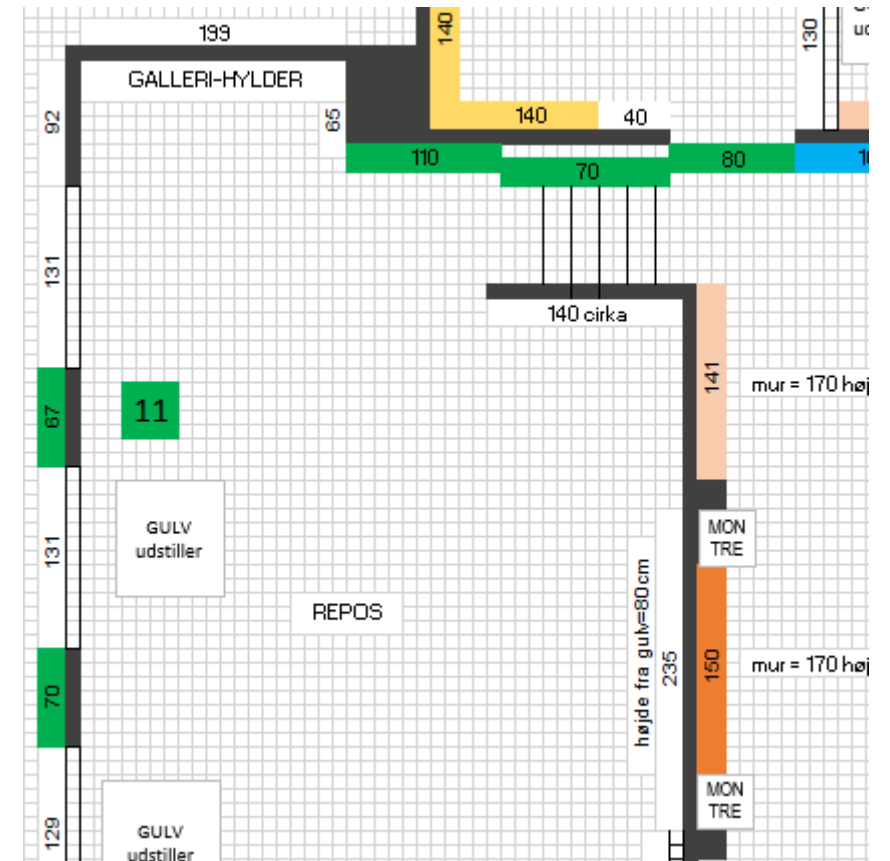 199
140
130
GALLERI-HYLDER
92
65
140
40
110
70
80
131
140 cirka
141
mur = 170 høj
67
11
GULV
udstiller
MON
TRE
131
REPOS
højde fra gulv=80cm
235
150
mur = 170 høj
70
MON
TRE
129
GULV
udstiller